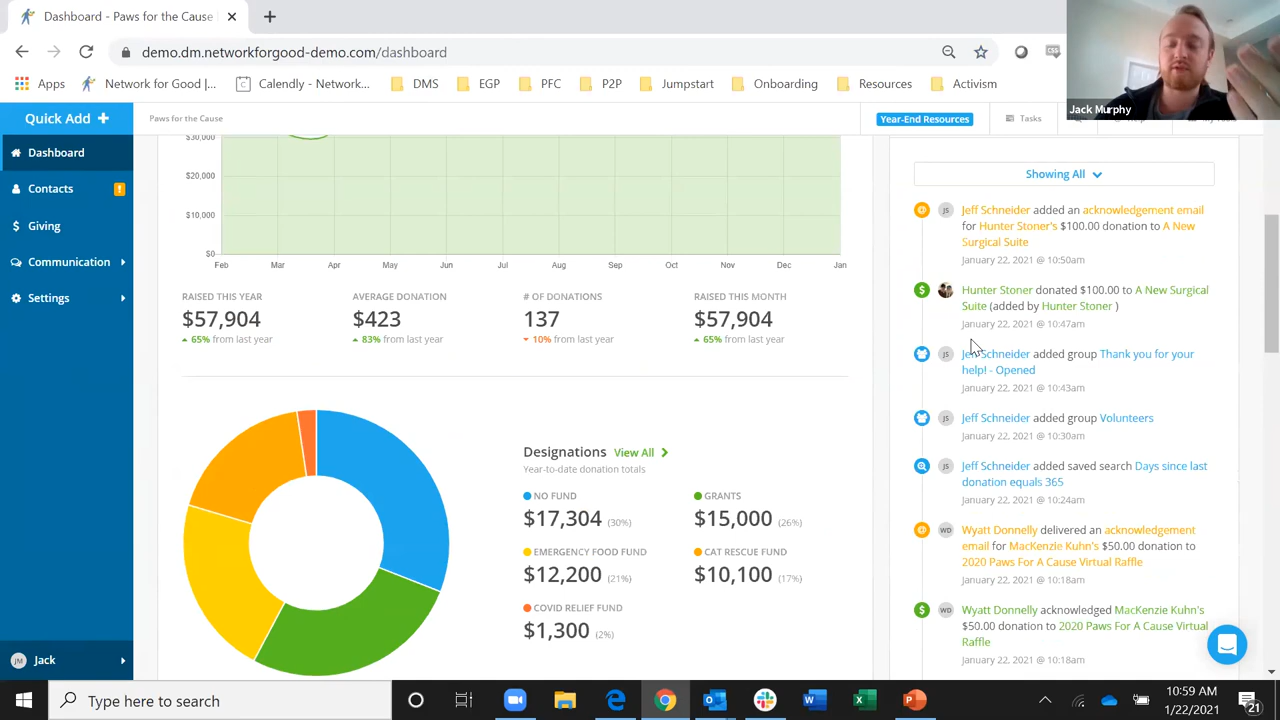 Dashboard - Paws for the Cause
demo.dm.networkforgood-demo.com/dashboard
Apps
Network for Good |...
Calendly - Network...
DMS
EGP
PFC
P2P
Jumpstart
Onboarding
Resources
Activism
Jack Murphy
Quick Add +
Dashboard
Contacts
Giving
Communication
Settings
JM Jack
Paws for the Cause
Year-End Resources
Tasks
$30,000
$20,000
$10,000
$0
Feb Mar Apr May Jun Jul Aug Sep Oct Nov Dec Jan
RAISED THIS YEAR
$57,904
65% from last year
AVERAGE DONATION
$423
83% from last year
# OF DONATIONS
137
10% from last year
RAISED THIS MONTH
$57,904
65% from last year
Designations View All
Year-to-date donation totals
NO FUND
$17,304 (30%)
GRANTS
$15,000 (26%)
EMERGENCY FOOD FUND
$12,200 (21%)
CAT RESCUE FUND
$10,100 (17%)
COVID RELIEF FUND
$1,300 (2%)
Showing All
JS Jeff Schneider added an acknowledgement email
for Hunter Stoner's $100.00 donation to A New
Surgical Suite
January 22, 2021 @ 10:50am
Hunter Stoner donated $100.00 to A New Surgical
Suite (added by Hunter Stoner )
January 22, 2021 @ 10:47am
JS Jeff Schneider added group Thank you for your
help! - Opened
January 22, 2021 @ 10:43am
JS Jeff Schneider added group Volunteers
January 22, 2021 @ 10:30am
JS Jeff Schneider added saved search Days since last
donation equals 365
January 22, 2021 @ 10:24am
WD Wyatt Donnelly delivered an acknowledgement
email for MacKenzie Kuhn's $50.00 donation to
2020 Paws For A Cause Virtual Raffle
January 22, 2021 @ 10:18am
WD Wyatt Donnelly acknowledged MacKenzie Kuhn's
$50.00 donation to 2020 Paws For A Cause Virtual
Raffle
January 22, 2021 @ 10:18am
Type here to search
10:59 AM
1/22/2021
21